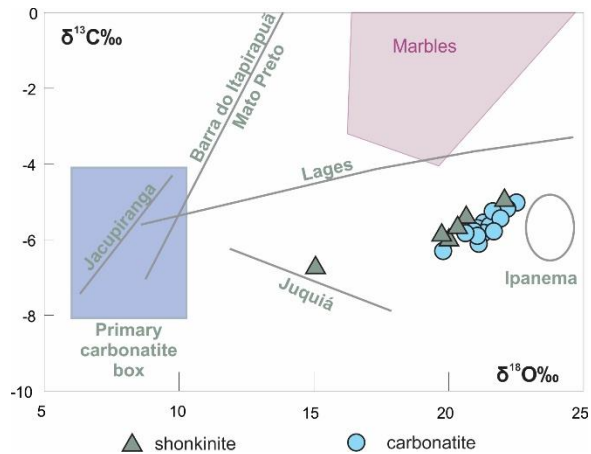 0
δ¹³C‰
Barra do Itapirapuã
Mato Preto
Marbles
-2
-4
Lages
Jacupiranga
-6
Ipanema
Juquiá
-8
Primary
carbonatite
box
δ¹⁸O‰
-10
5
10
15
20
25
shonkinite
carbonatite